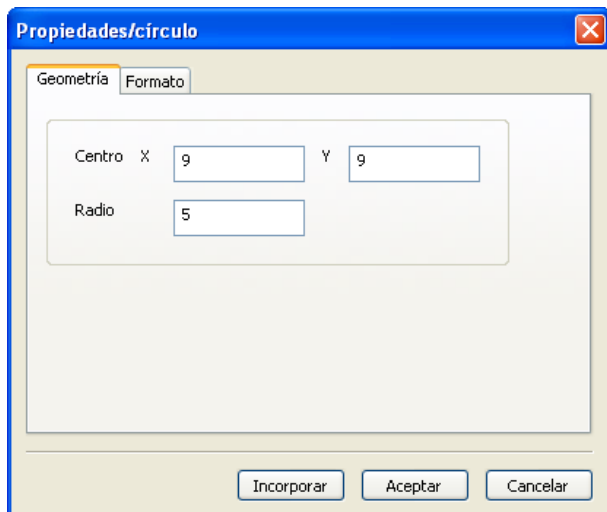 Propiedades/círculo
Geometría Formato
Centro X 9 Y 9
Radio 5
Incorporar Aceptar Cancelar